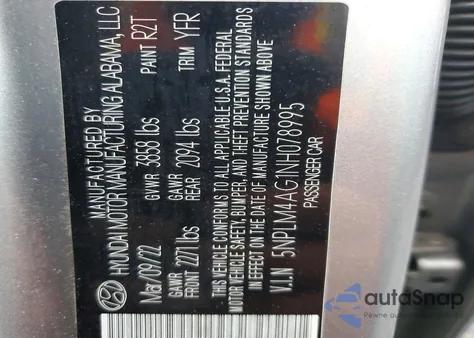 MANUFACTURED BY
HYUNDAI MOTOR MANUFACTURING ALABAMA, LLC
Mar/09/22 GVWR 3858 lbs PAINT R2T
GAWR FRONT 2271 lbs GAWR REAR 2094 lbs TRIM YFR
THIS VEHICLE CONFORMS TO ALL APPLICABLE U.S.A. FEDERAL
MOTOR VEHICLE SAFETY, BUMPER, AND THEFT PREVENTION STANDARDS
IN EFFECT ON THE DATE OF MANUFACTURE SHOWN ABOVE
V.I.N 5NPLM4AG1NH078995
PASSENGER CAR
autoSnap
Pewne auto